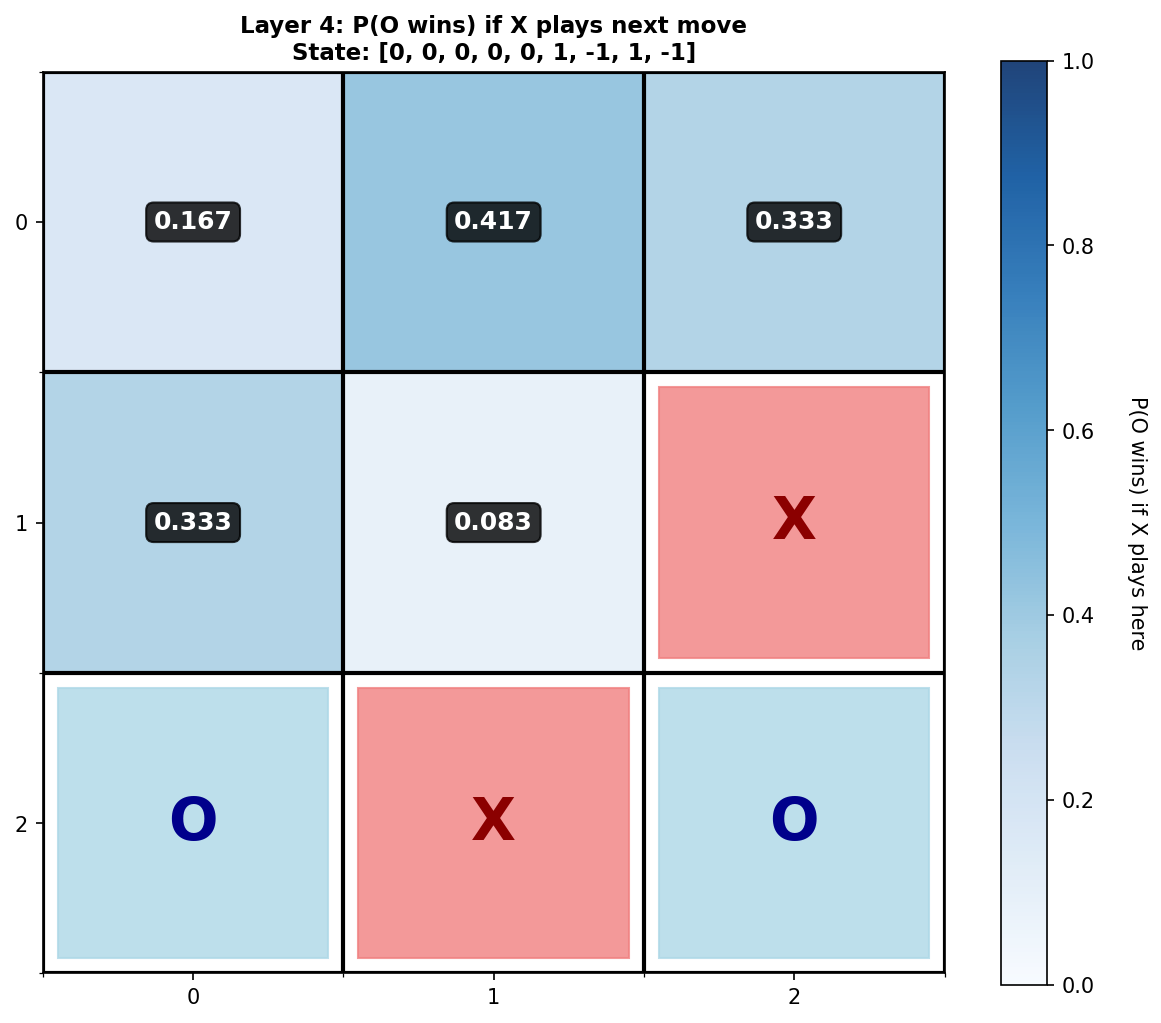 Layer 4: P(O wins) if X plays next move
State: [0, 0, 0, 0, 0, 1, -1, 1, -1]
0
0.167
0.417
0.333
1
0.333
0.083
X
2
O
X
O
0
1
2
1.0
0.8
0.6
0.4
0.2
0.0
P(O wins) if X plays here